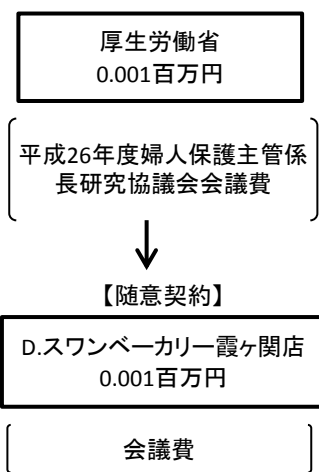 厚生労働省
0.001百万円
平成26年度婦人保護主管係
長研究協議会会議費
【随意契約】
D.スワンベーカリー霞ヶ関店
0.001百万円
会議費